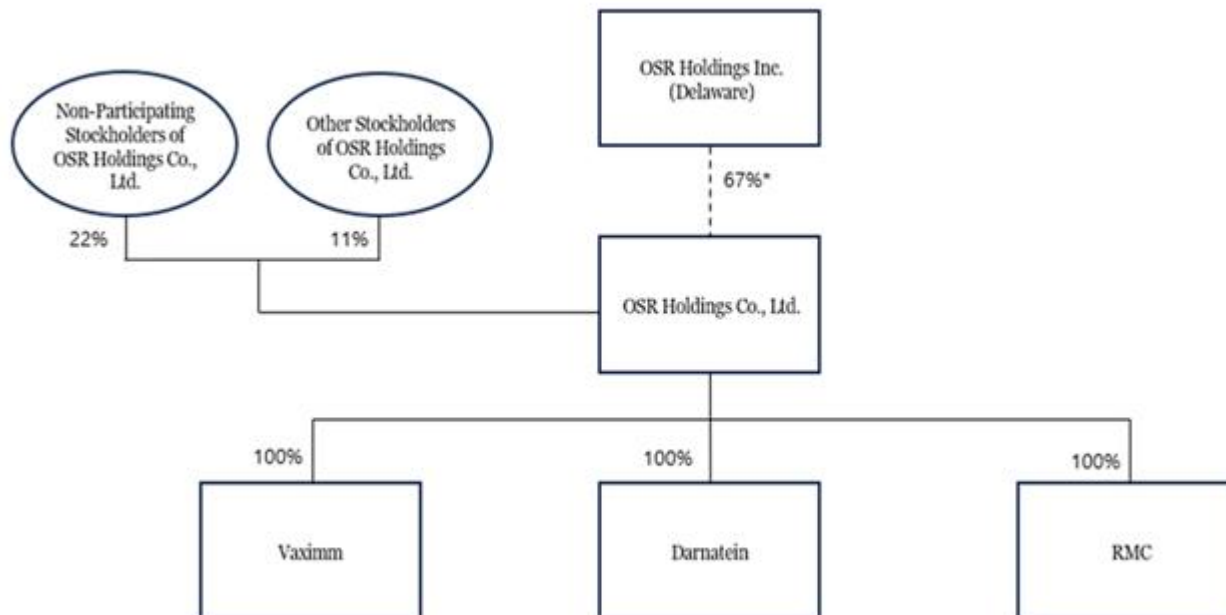 OSR Holdings Inc.
(Delaware)
Non-Participating
Stockholders of
OSR Holdings Co.,
Ltd.
Other Stockholders
of OSR Holdings
Co., Ltd.
67%*
22%
11%
OSR Holdings Co., Ltd.
100%
100%
100%
Vaximm
Darnatein
RMC